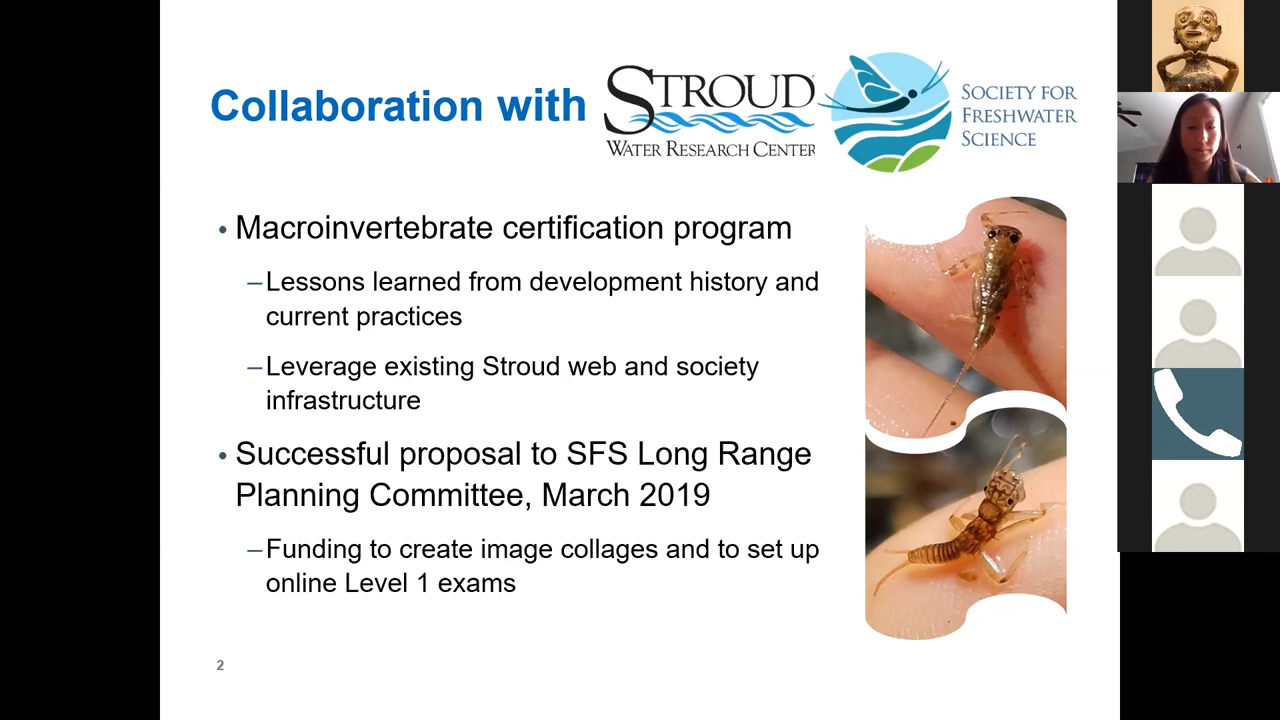 Collaboration with
STROUD
WATER RESEARCH CENTER
SOCIETY FOR
FRESHWATER
SCIENCE
• Macroinvertebrate certification program
–Lessons learned from development history and
current practices
–Leverage existing Stroud web and society
infrastructure
• Successful proposal to SFS Long Range
Planning Committee, March 2019
–Funding to create image collages and to set up
online Level 1 exams
2